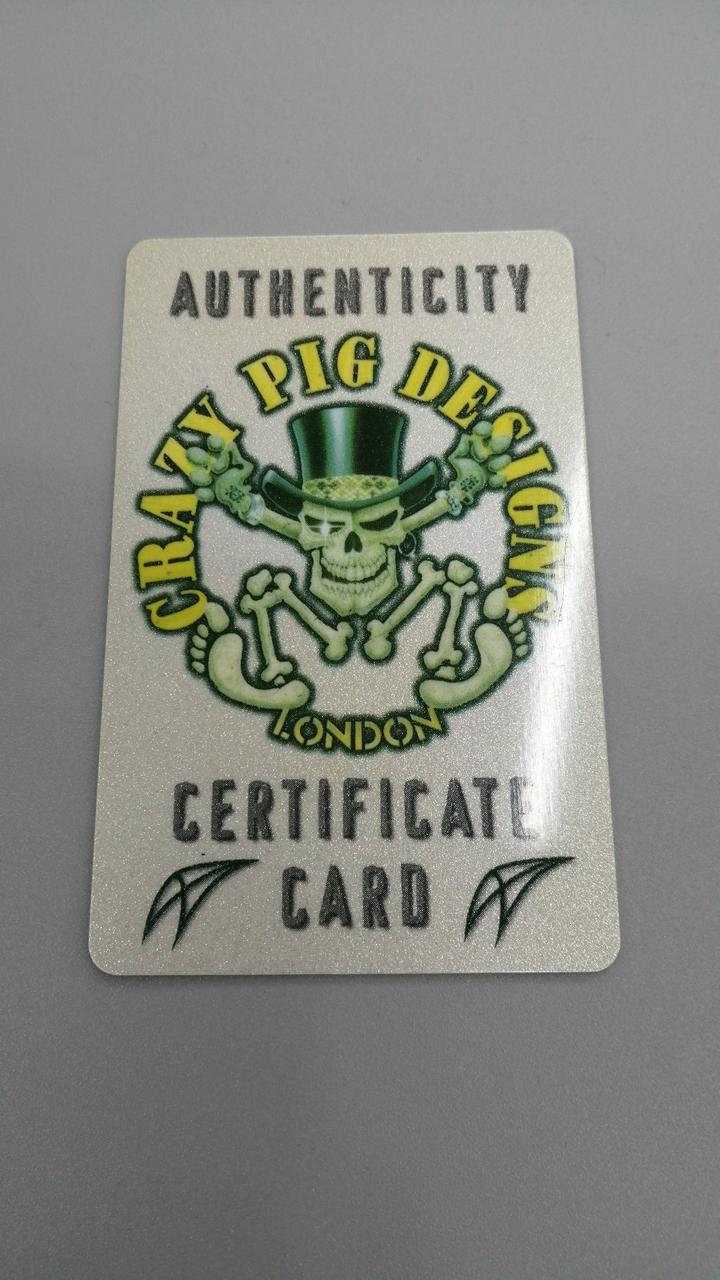 AUTHENTICITY
CRAZY PIG DESIGNS
LONDON
CERTIFICATE
CARD